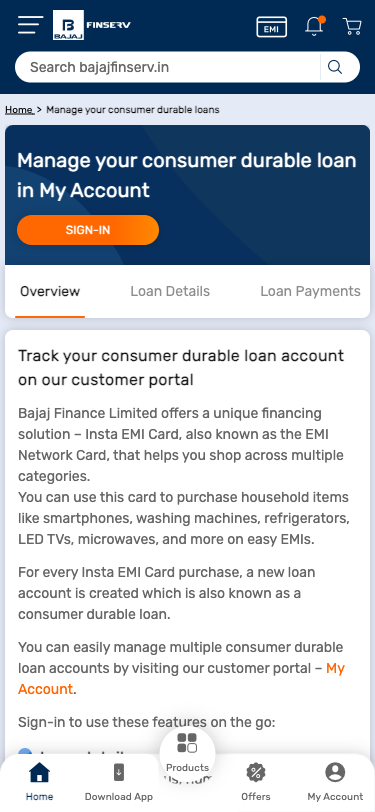 BAJAJ FINSERV
EMI
Search bajajfinserv.in
Home > Manage your consumer durable loans
Manage your consumer durable loan
in My Account
SIGN-IN
Overview Loan Details Loan Payments
Track your consumer durable loan account
on our customer portal
Bajaj Finance Limited offers a unique financing
solution – Insta EMI Card, also known as the EMI
Network Card, that helps you shop across multiple
categories.
You can use this card to purchase household items
like smartphones, washing machines, refrigerators,
LED TVs, microwaves, and more on easy EMIs.
For every Insta EMI Card purchase, a new loan
account is created which is also known as a
consumer durable loan.
You can easily manage multiple consumer durable
loan accounts by visiting our customer portal – My
Account.
Sign-in to use these features on the go:
Products
Home Download App Offers My Account